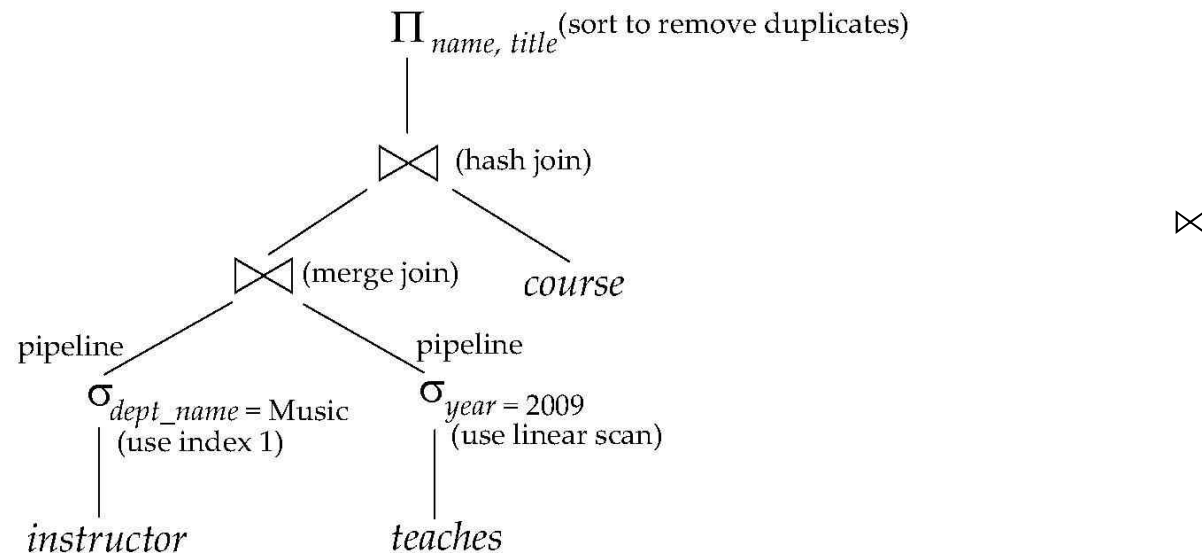 Π name, title (sort to remove duplicates)
⋈ (hash join)
⋈
⋈ (merge join)
course
pipeline
pipeline
σ dept_name = Music
σ year = 2009
(use index 1)
(use linear scan)
instructor
teaches